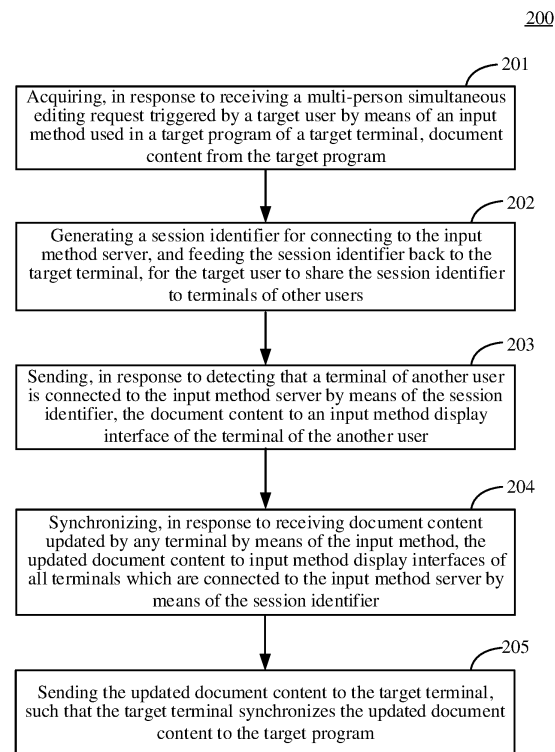 200
201
Acquiring, in response to receiving a multi-person simultaneous
editing request triggered by a target user by means of an
input method used in a target program of a target terminal, document
content from the target program
202
Generating a session identifier for connecting to the input
method server, and feeding the session identifier back to
the target terminal, for the target user to share the session identifier
to terminals of other users
203
Sending, in response to detecting that a terminal of another user
is connected to the input method server by means of the session
identifier, the document content to an input method display
interface of the terminal of the another user
204
Synchronizing, in response to receiving document content
updated by any terminal by means of the input method, the
updated document content to input method display interfaces of
all terminals which are connected to the input method server by
means of the session identifier
205
Sending the updated document content to the target terminal,
such that the target terminal synchronizes the updated document
content to the target program